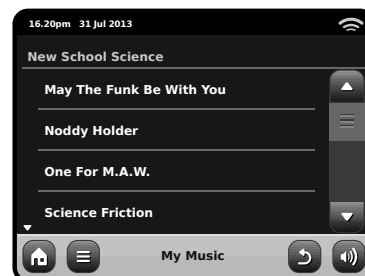 16.20pm 31 Jul 2013
New School Science
May The Funk Be With You
Noddy Holder
One For M.A.W.
Science Friction
My Music